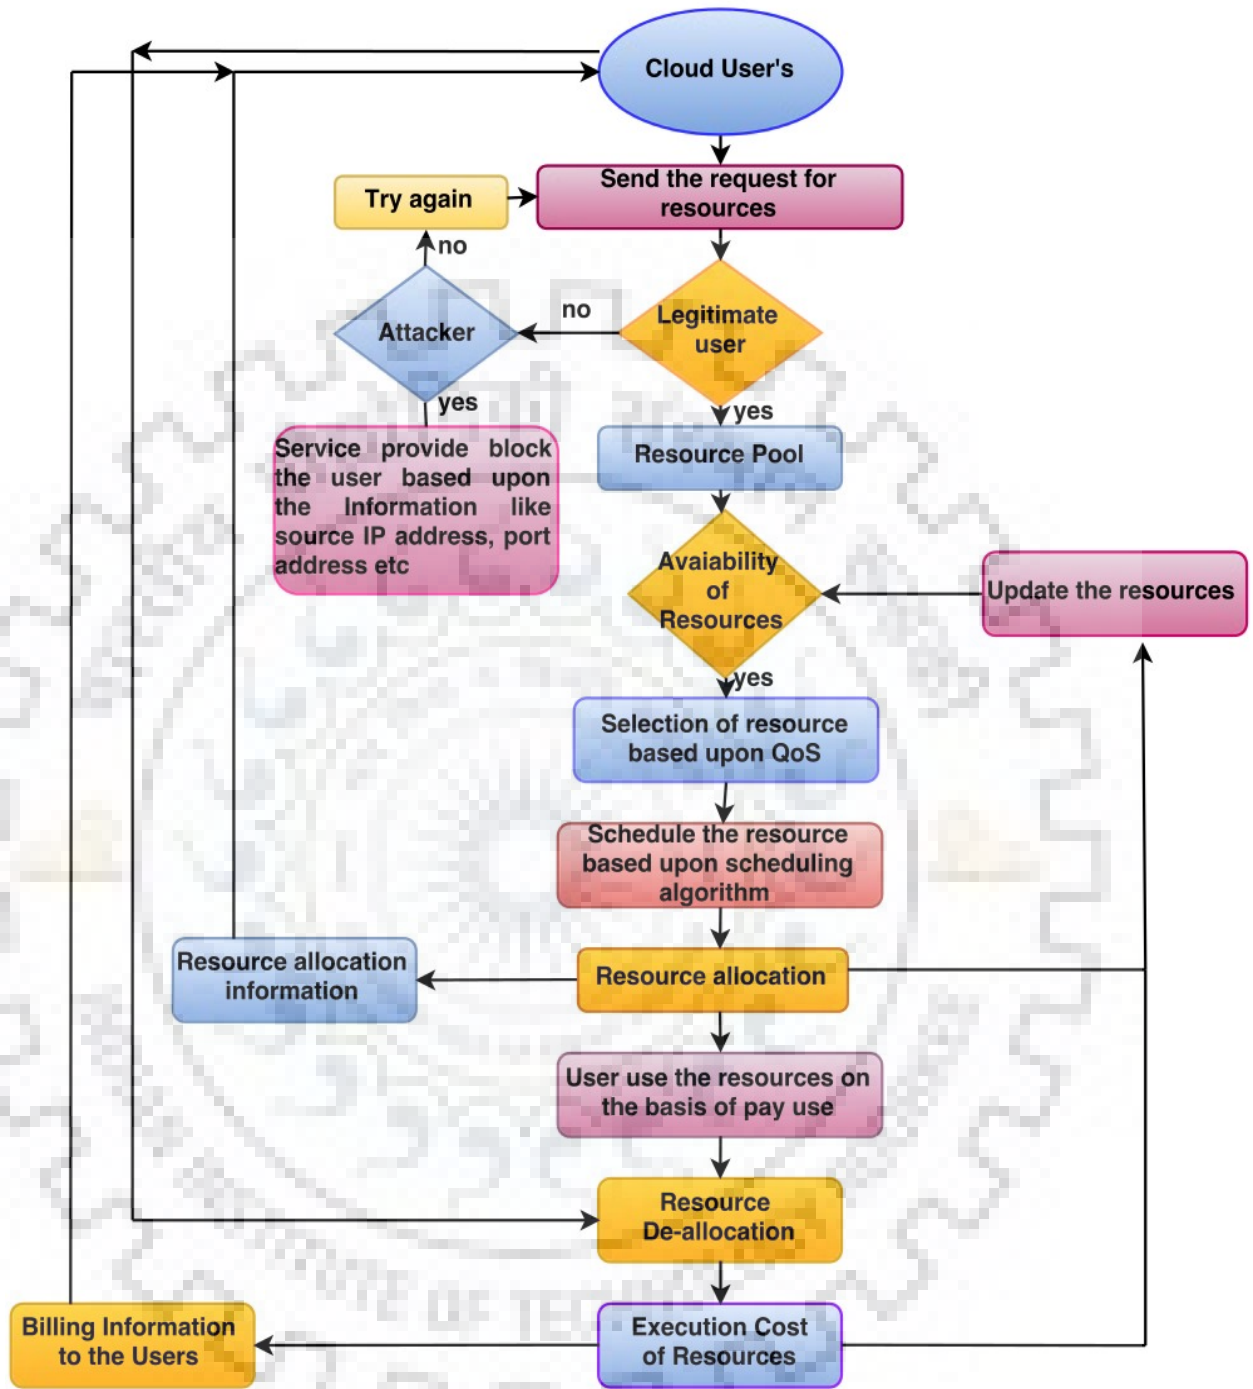 Cloud User's
Send the request for
resources
Try again
no
Legitimate
user
no
Attacker
yes
yes
Service provide block
the user based upon
the Information like
source IP address, port
address etc
Resource Pool
Avaiability
of
Resources
Update the resources
yes
Selection of resource
based upon QoS
Schedule the resource
based upon scheduling
algorithm
Resource allocation
information
Resource allocation
User use the resources on
the basis of pay use
Resource
De-allocation
Billing Information
to the Users
Execution Cost
of Resources